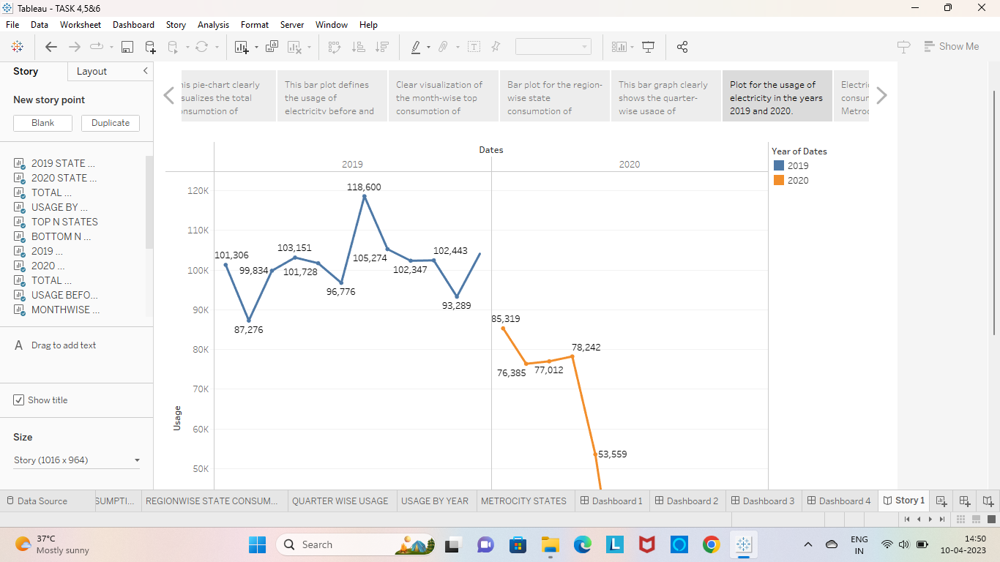 Tableau - TASK 4,5&6
File Data Worksheet Dashboard Story Analysis Format Server Window Help
Show Me
Story Layout
New story point
Blank Duplicate
2019 STATE ...
2020 STATE ...
TOTAL ...
USAGE BY ...
TOP N STATES
BOTTOM N ...
2019 ...
2020 ...
TOTAL ...
USAGE BEFO...
MONTHWISE ...
A Drag to add text
Show title
Size
Story (1016 x 964)
his pie-chart clearly
sualizes the total
onsumption of
This bar plot defines
the usage of
electricity before and
Clear visualization of
the month-wise top
consumption of
Bar plot for the region-
wise state
consumption of
This bar graph clearly
shows the quarter-
wise usage of
Plot for the usage of
electricity in the years
2019 and 2020.
Electri
consur
Metroc
Dates
2019 2020
Year of Dates
2019
2020
120K
110K
100K
90K
80K
70K
60K
50K
Usage
101,306
87,276
99,834
103,151
101,728
96,776
118,600
105,274
102,347
102,443
93,289
85,319
76,385
77,012
78,242
53,559
Data Source SUMPTI... REGIONWISE STATE CONSUM... QUARTER WISE USAGE USAGE BY YEAR METROCITY STATES Dashboard 1 Dashboard 2 Dashboard 3 Dashboard 4 Story 1
37°C
Mostly sunny
Search
L
ENG
IN
14:50
10-04-2023